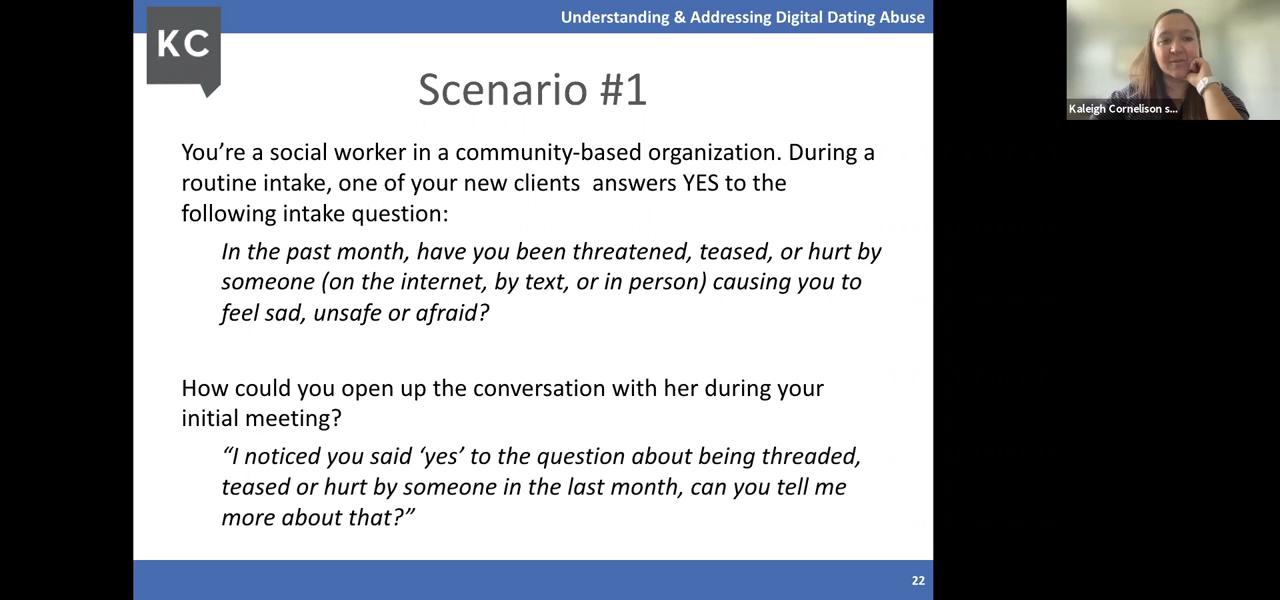 Understanding & Addressing Digital Dating Abuse
KC
Scenario #1
You’re a social worker in a community-based organization. During a
routine intake, one of your new clients  answers YES to the
following intake question:
In the past month, have you been threatened, teased, or hurt by
someone (on the internet, by text, or in person) causing you to
feel sad, unsafe or afraid?
How could you open up the conversation with her during your
initial meeting?
“I noticed you said ‘yes’ to the question about being threaded,
teased or hurt by someone in the last month, can you tell me
more about that?”
22
Kaleigh Cornelison s...